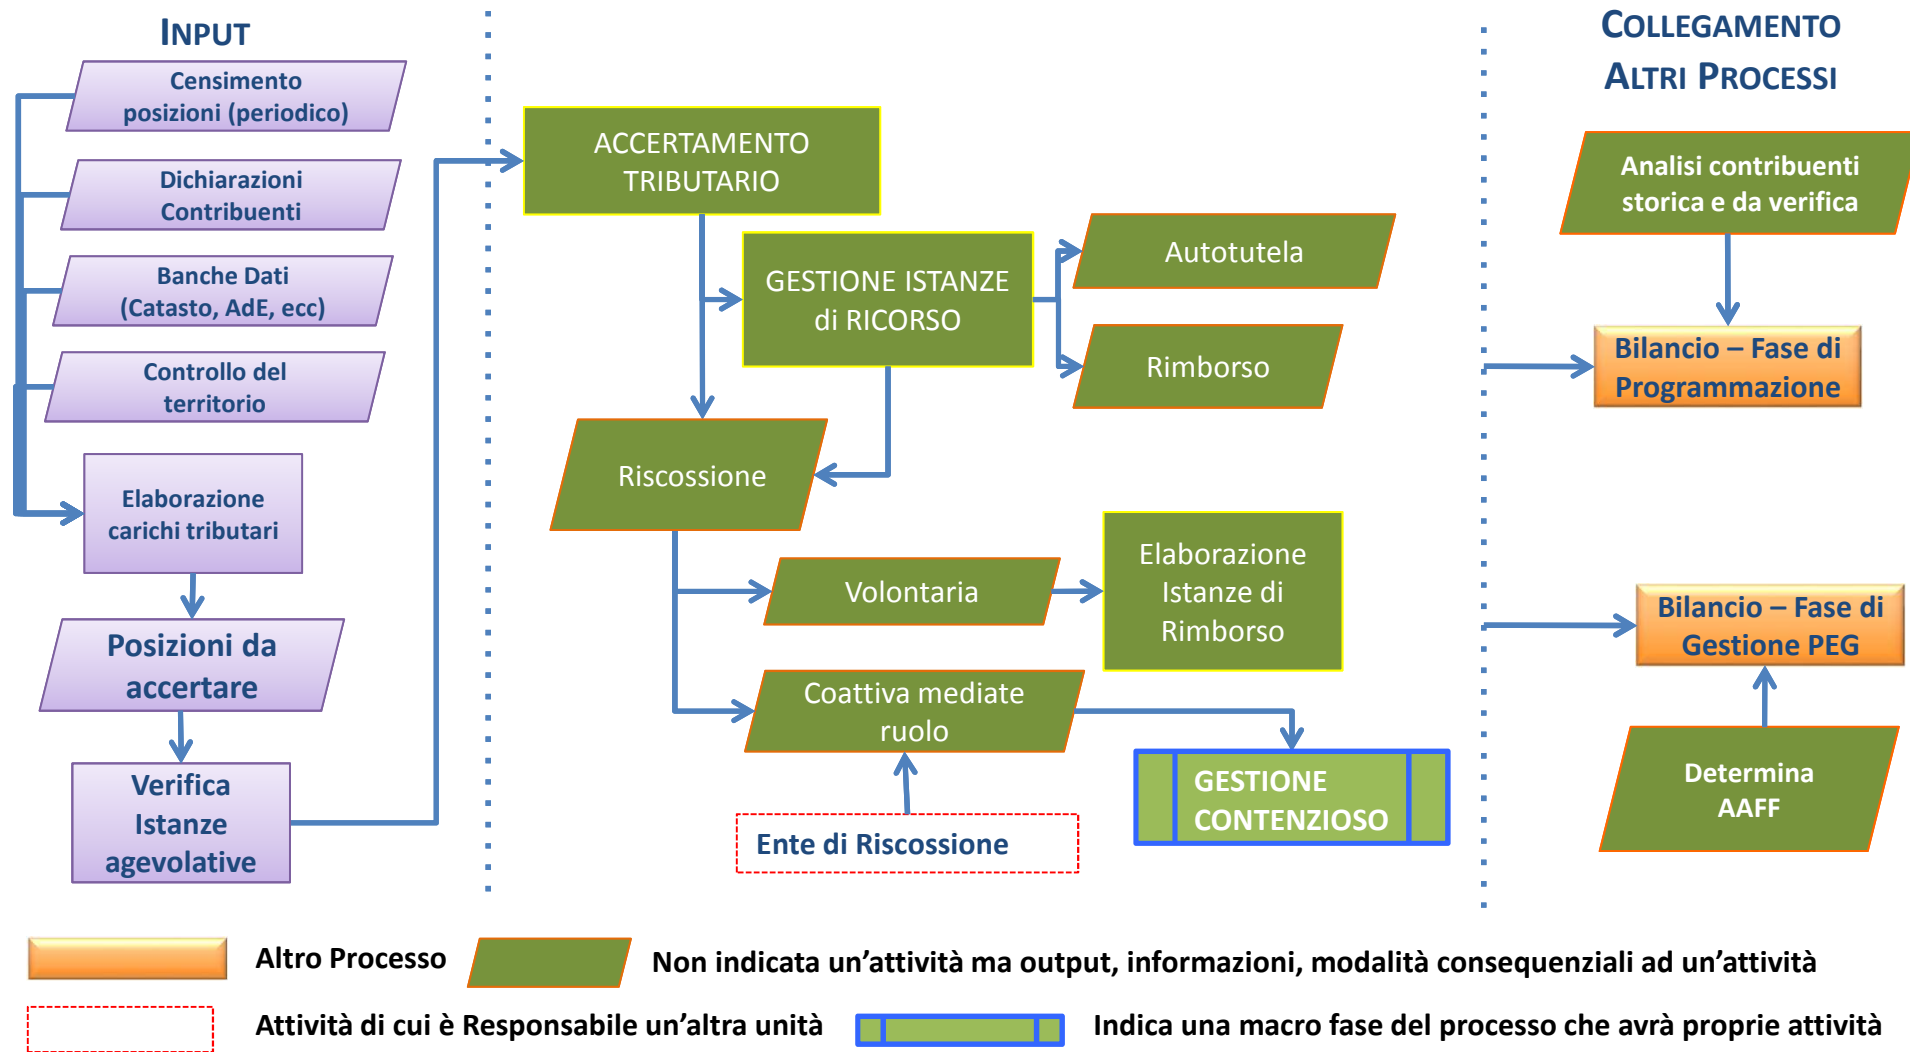 INPUT
Censimento
posizioni (periodico)
Dichiarazioni
Contribuenti
Banche Dati
(Catasto, AdE, ecc)
Controllo del
territorio
Elaborazione
carichi tributari
Posizioni da
accertare
Verifica
Istanze
agevolative
ACCERTAMENTO
TRIBUTARIO
GESTIONE ISTANZE
di RICORSO
Autotutela
Rimborso
Riscossione
Volontaria
Elaborazione
Istanze di
Rimborso
Coattiva mediate
ruolo
Ente di Riscossione
GESTIONE
CONTENZIOSO
COLLEGAMENTO
ALTRI PROCESSI
Analisi contribuenti
storica e da verifica
Bilancio – Fase di
Programmazione
Bilancio – Fase di
Gestione PEG
Determina
AAFF
Altro Processo
Non indicata un'attività ma output, informazioni, modalità consequenziali ad un'attività
Attività di cui è Responsabile un'altra unità
Indica una macro fase del processo che avrà proprie attività